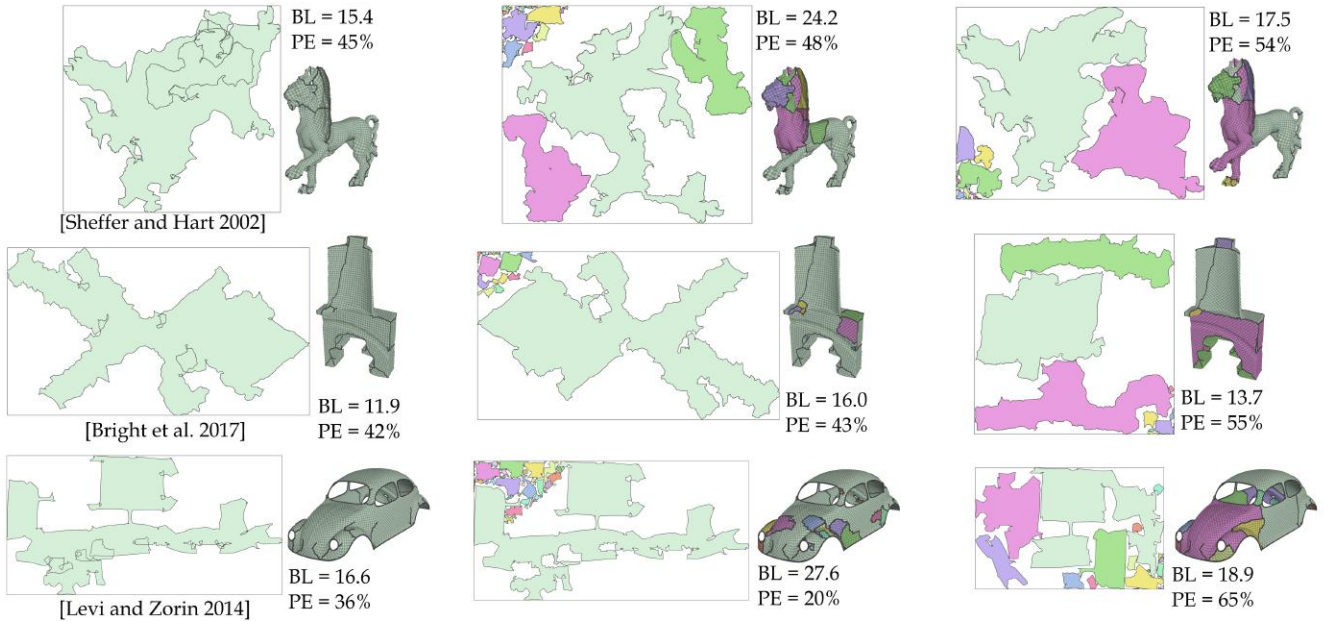 BL = 15.4
PE = 45%
BL = 24.2
PE = 48%
BL = 17.5
PE = 54%
[Sheffer and Hart 2002]
BL = 11.9
PE = 42%
BL = 16.0
PE = 43%
BL = 13.7
PE = 55%
[Bright et al. 2017]
BL = 16.6
PE = 36%
BL = 27.6
PE = 20%
BL = 18.9
PE = 65%
[Levi and Zorin 2014]